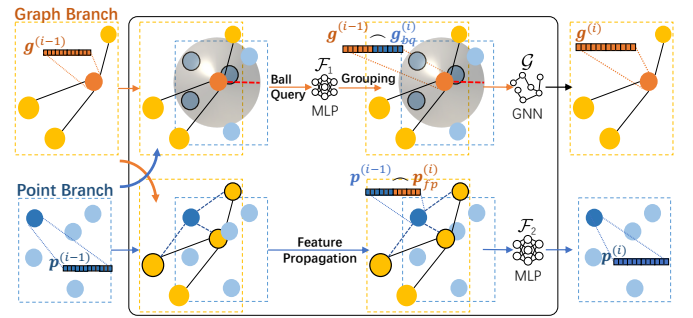 Graph Branch
g^(i−1)
Ball
Query
F_1
MLP
g^(i−1)⌢g_bq^(i)
Grouping
G
GNN
g^(i)
Point Branch
p^(i−1)
Feature
Propagation
p^(i−1)⌢p_fp^(i)
F_2
MLP
p^(i)